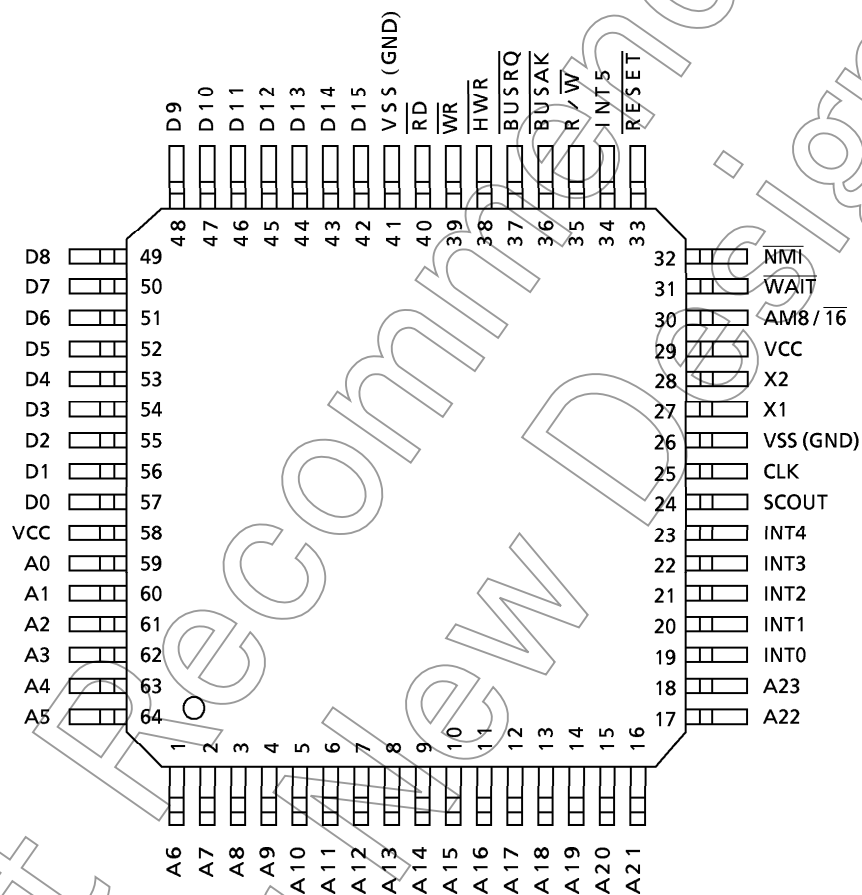 D9 D10 D11 D12 D13 D14 D15 VSS (GND) RD WR HWR BUSRQ BUSAK R/W INT5 RESET
48 47 46 45 44 43 42 41 40 39 38 37 36 35 34 33
D8 49 32 NMI
D7 50 31 WAIT
D6 51 30 AM8/16
D5 52 29 VCC
D4 53 28 X2
D3 54 27 X1
D2 55 26 VSS (GND)
D1 56 25 CLK
D0 57 24 SCOUT
VCC 58 23 INT4
A0 59 22 INT3
A1 60 21 INT2
A2 61 20 INT1
A3 62 19 INT0
A4 63 18 A23
A5 64 17 A22
1 2 3 4 5 6 7 8 9 10 11 12 13 14 15 16
A6 A7 A8 A9 A10 A11 A12 A13 A14 A15 A16 A17 A18 A19 A20 A21